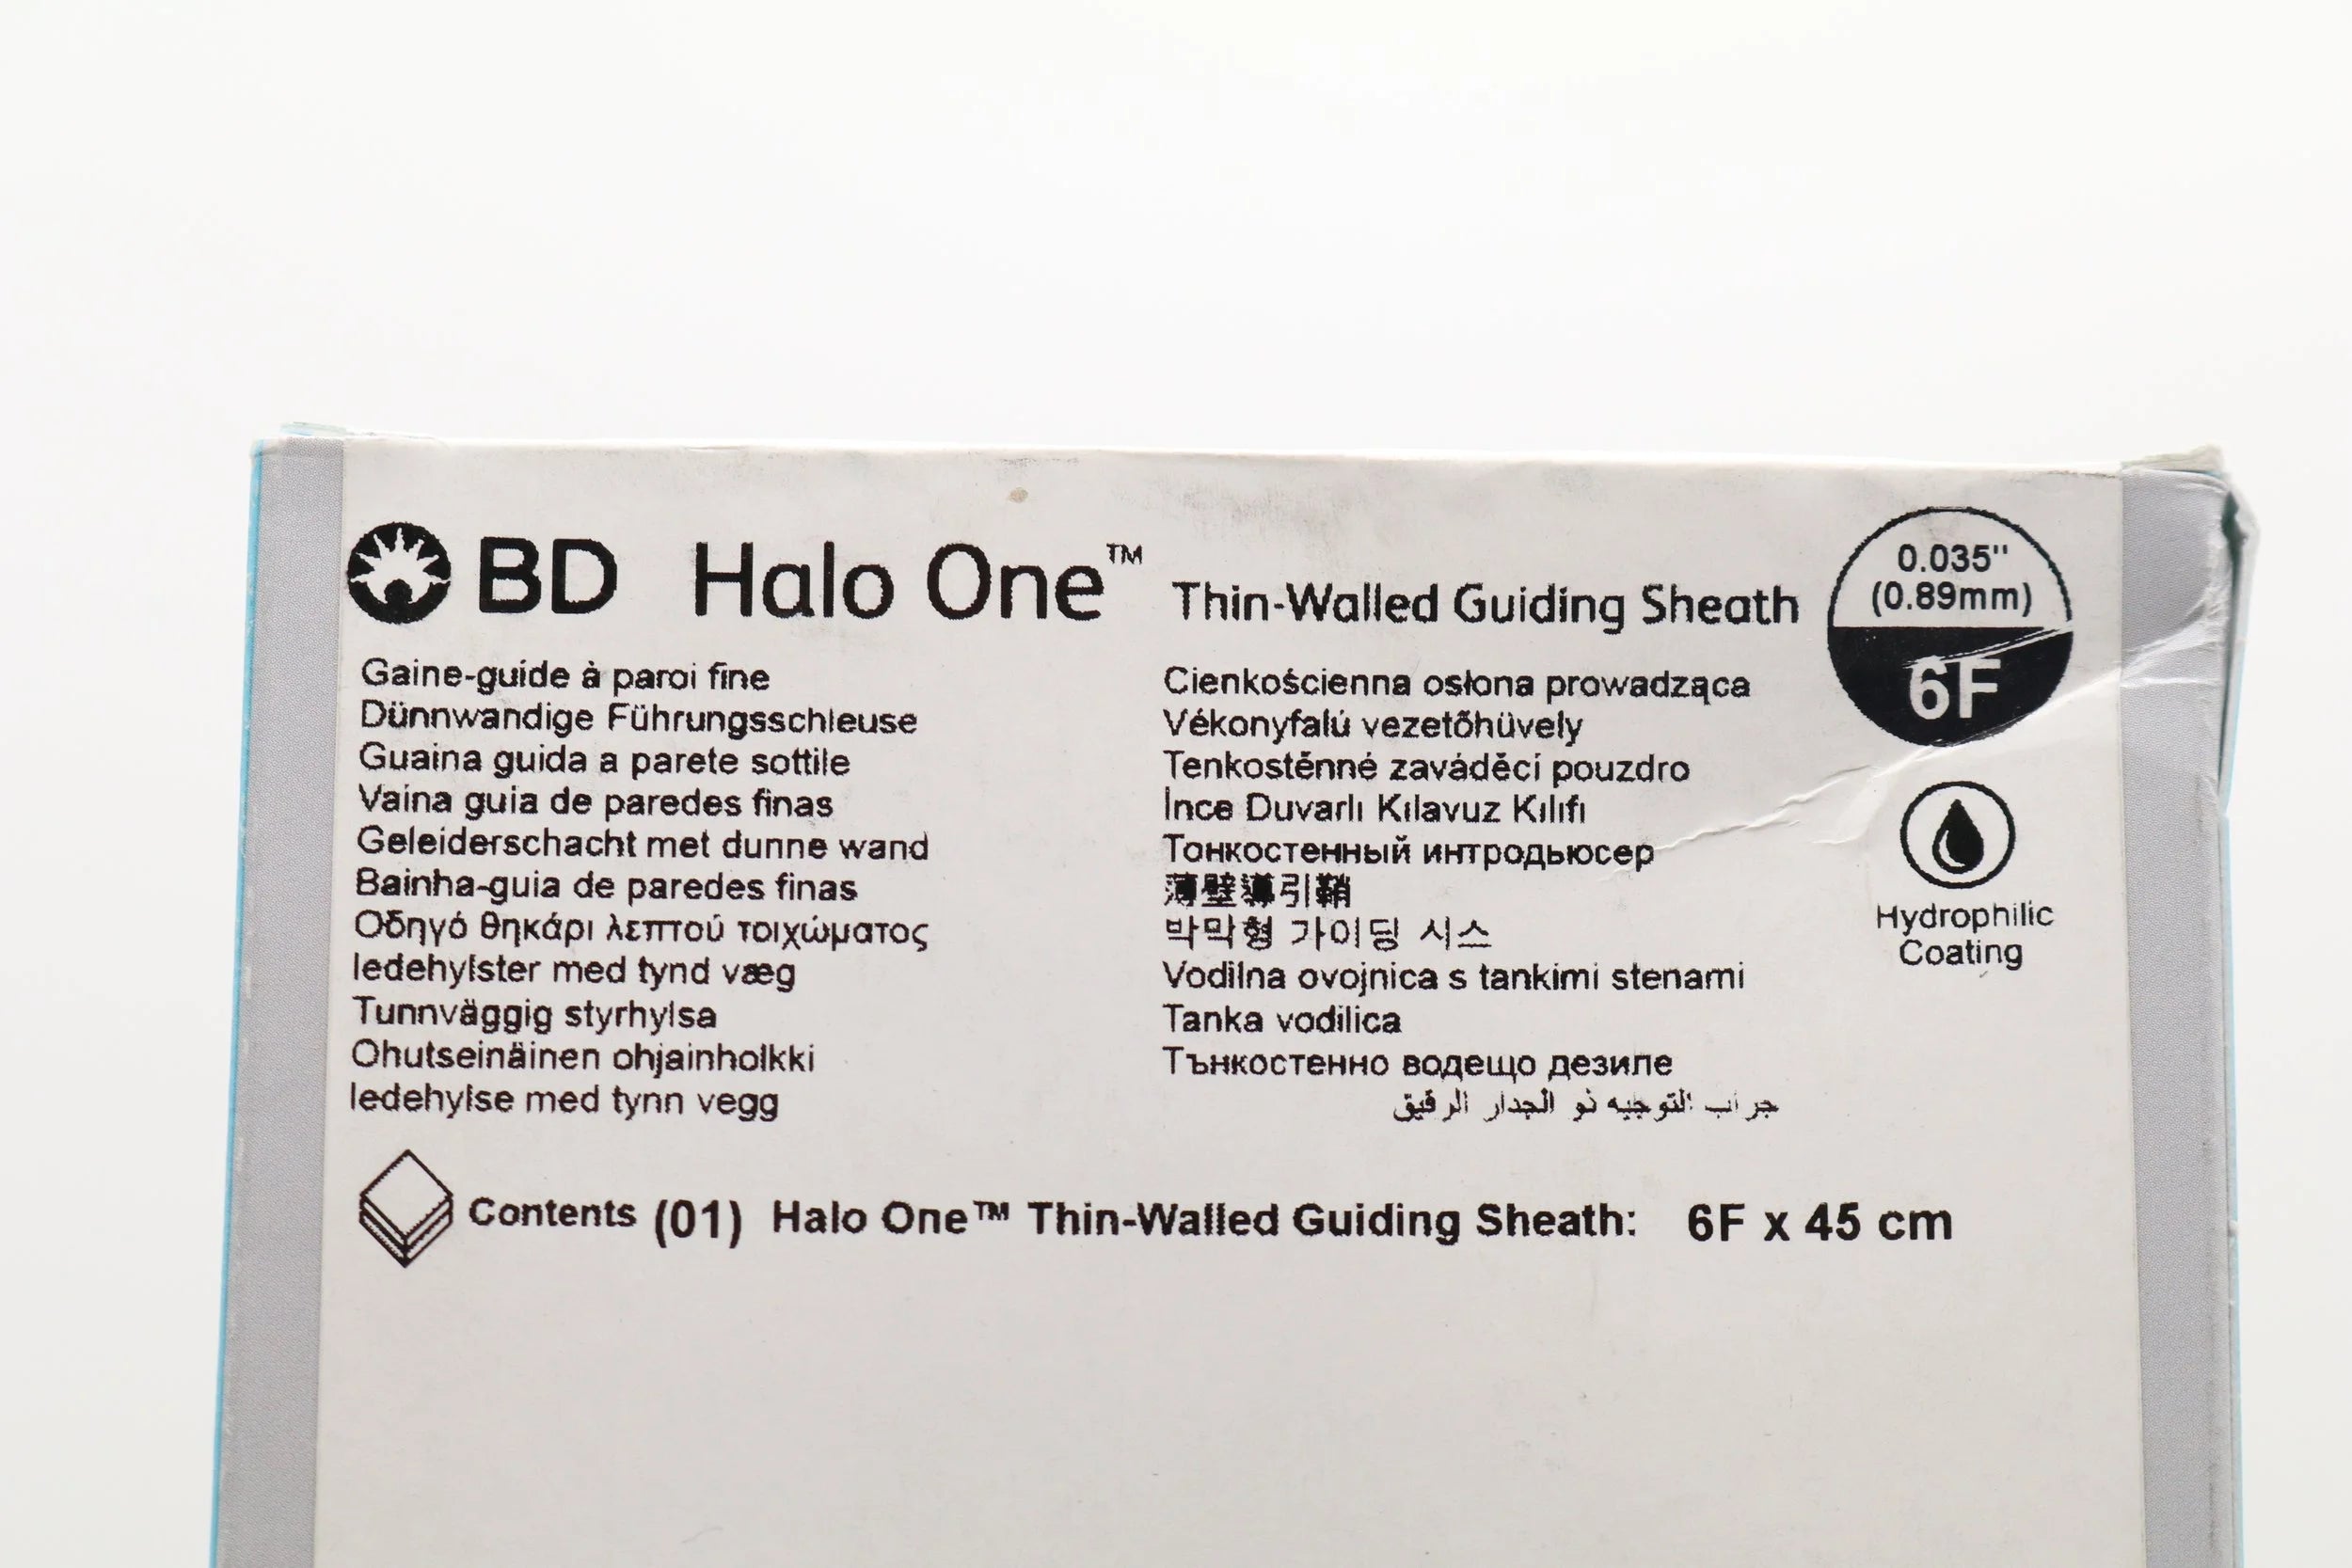 BD Halo One™ Thin-Walled Guiding Sheath
0.035"
(0.89mm)
6F
Gaine-guide à paroi fine
Dünnwandige Führungsschleuse
Guaina guida a parete sottile
Vaina guia de paredes finas
Geleiderschacht met dunne wand
Bainha-guia de paredes finas
Οδηγό θηκάρι λεπτού τοιχώματος
ledehylster med tynd væg
Tunnväggig styrhylsa
Ohutseinäinen ohjainholkki
ledehylse med tynn vegg
Cienkościenna osłona prowadząca
Vékonyfalú vezetőhüvely
Tenkostěnné zaváděcí pouzdro
İnce Duvarlı Kılavuz Kılıfı
Тонкостенный интродьюсер
薄壁導引鞘
박막형 가이딩 시스
Vodilna ovojnica s tankimi stenami
Tanka vodilica
Тънкостенно водещо дезиле
جراب التوجيه ذو الجدار الرقيق
Hydrophilic
Coating
Contents (01) Halo One™ Thin-Walled Guiding Sheath: 6F x 45 cm